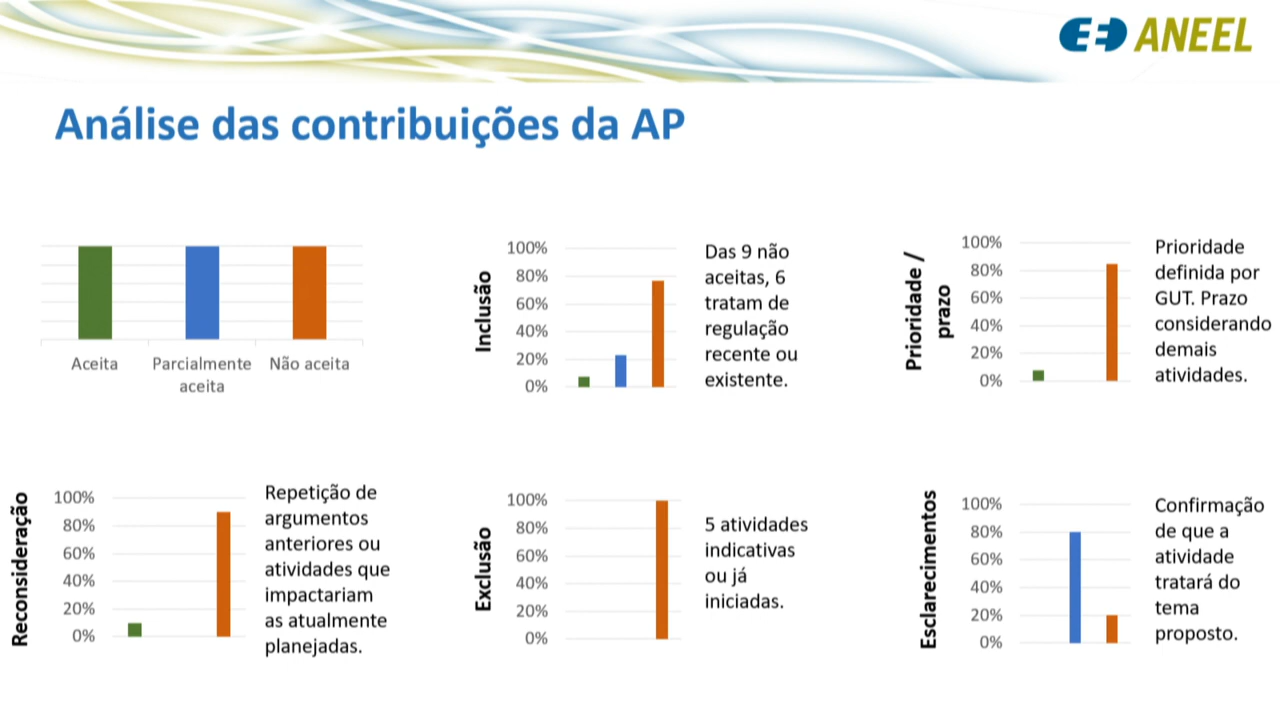 ANEEL
Análise das contribuições da AP
Aceita
Parcialmente
aceita
Não aceita
Inclusão
100%
80%
60%
40%
20%
0%
Das 9 não
aceitas, 6
tratam de
regulação
recente ou
existente.
Prioridade /
prazo
100%
80%
60%
40%
20%
0%
Prioridade
definida por
GUT. Prazo
considerando
demais
atividades.
Reconsideração
100%
80%
60%
40%
20%
0%
Repetição de
argumentos
anteriores ou
atividades que
impactariam
as atualmente
planejadas.
Exclusão
100%
80%
60%
40%
20%
0%
5 atividades
indicativas
ou já
iniciadas.
Esclarecimentos
100%
80%
60%
40%
20%
0%
Confirmação
de que a
atividade
tratará do
tema
proposto.